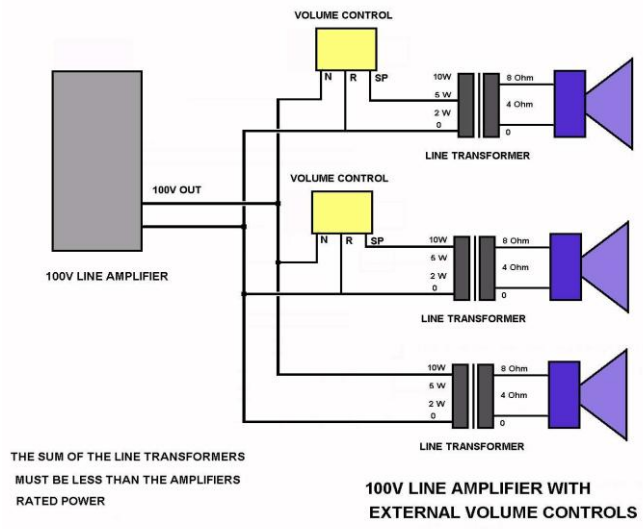 VOLUME CONTROL
N R SP
10W
5 W
2 W
0
8 Ohm
4 Ohm
0
LINE TRANSFORMER
100V OUT
100V LINE AMPLIFIER
VOLUME CONTROL
N R SP
10W
5 W
2 W
0
8 Ohm
4 Ohm
0
LINE TRANSFORMER
10W
5 W
2 W
0
8 Ohm
4 Ohm
0
LINE TRANSFORMER
THE SUM OF THE LINE TRANSFORMERS
MUST BE LESS THAN THE AMPLIFIERS
RATED POWER
100V LINE AMPLIFIER WITH
EXTERNAL VOLUME CONTROLS